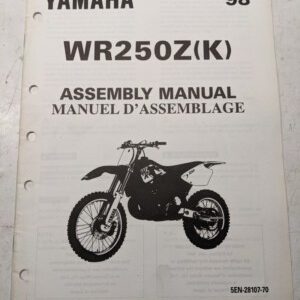 YAMAHA 98
WR250Z(K)
ASSEMBLY MANUAL
MANUEL D'ASSEMBLAGE
5EN-28107-70